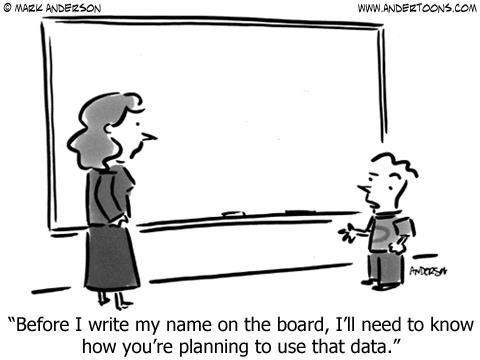 © MARK ANDERSON
WWW.ANDERTOONS.COM
ANDERSON
“Before I write my name on the board, I’ll need to know
how you’re planning to use that data.”